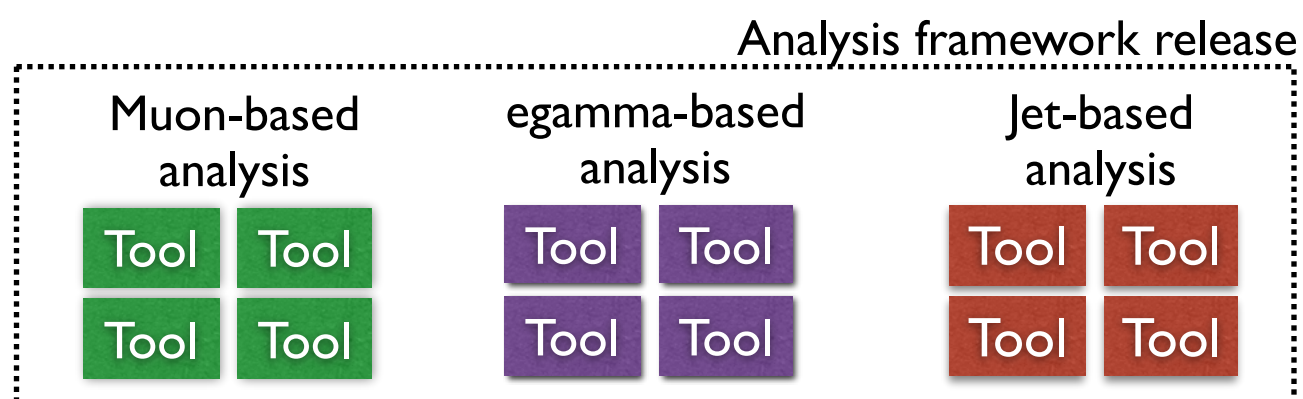 Analysis framework release
Muon-based
analysis
egamma-based
analysis
Jet-based
analysis
Tool Tool
Tool Tool
Tool Tool
Tool Tool
Tool Tool
Tool Tool